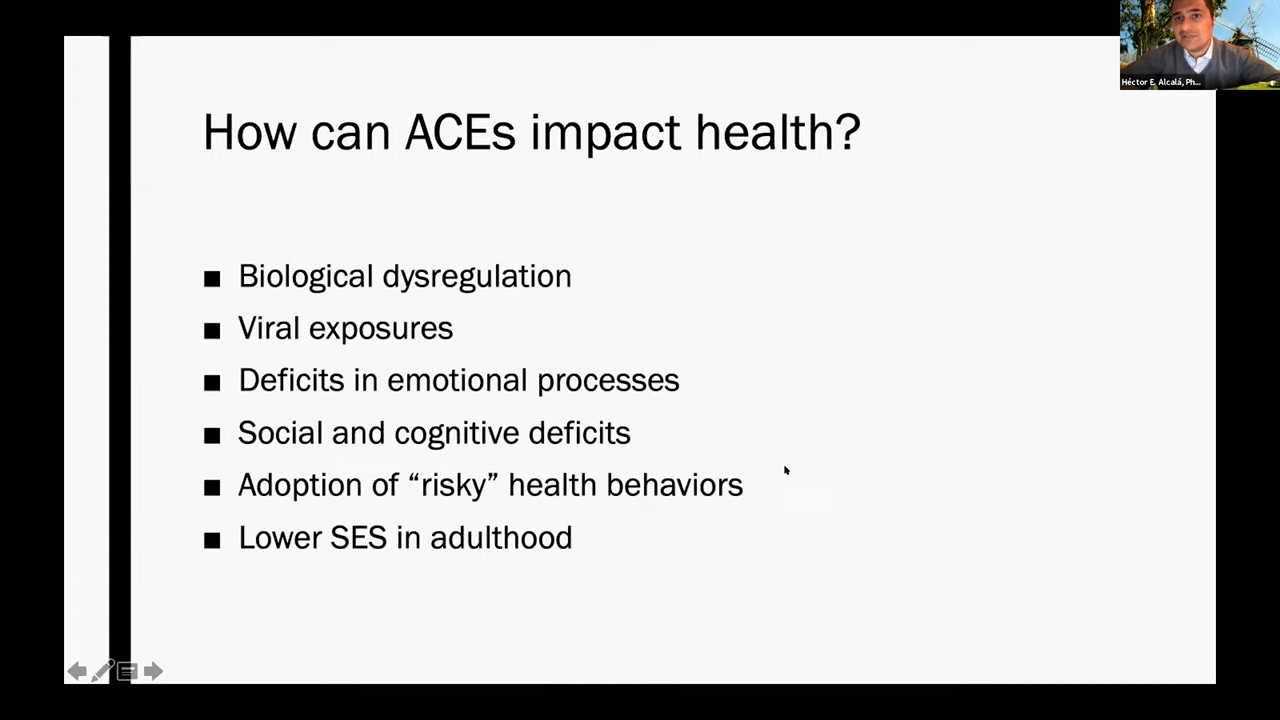 Héctor E. Alcalá, Ph...
How can ACEs impact health?
■ Biological dysregulation
■ Viral exposures
■ Deficits in emotional processes
■ Social and cognitive deficits
■ Adoption of “risky” health behaviors
■ Lower SES in adulthood